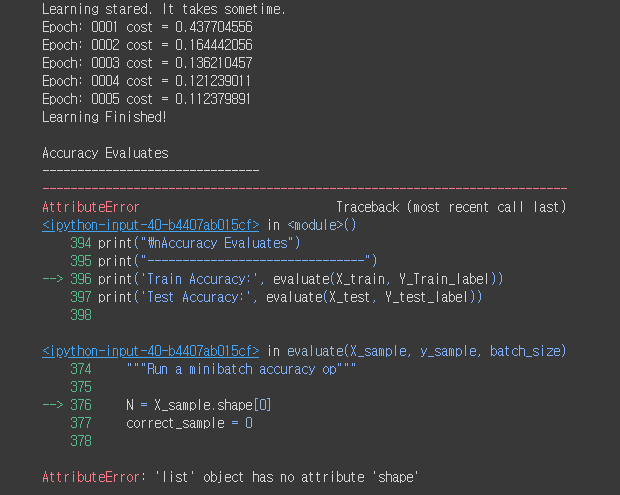 Learning stared. It takes sometime.
Epoch: 0001 cost = 0.437704556
Epoch: 0002 cost = 0.164442056
Epoch: 0003 cost = 0.136210457
Epoch: 0004 cost = 0.121239011
Epoch: 0005 cost = 0.112379891
Learning Finished!
Accuracy Evaluates
-------------------------------
---------------------------------------------------------------------------
AttributeError                            Traceback (most recent call last)
<ipython-input-40-b4407ab015cf> in <module>()
    394 print("₩nAccuracy Evaluates")
    395 print("-------------------------------")
--> 396 print('Train Accuracy:', evaluate(X_train, Y_Train_label))
    397 print('Test Accuracy:', evaluate(X_test, Y_test_label))
    398
<ipython-input-40-b4407ab015cf> in evaluate(X_sample, y_sample, batch_size)
    374     """Run a minibatch accuracy op"""
    375
--> 376     N = X_sample.shape[0]
    377     correct_sample = 0
    378
AttributeError: 'list' object has no attribute 'shape'